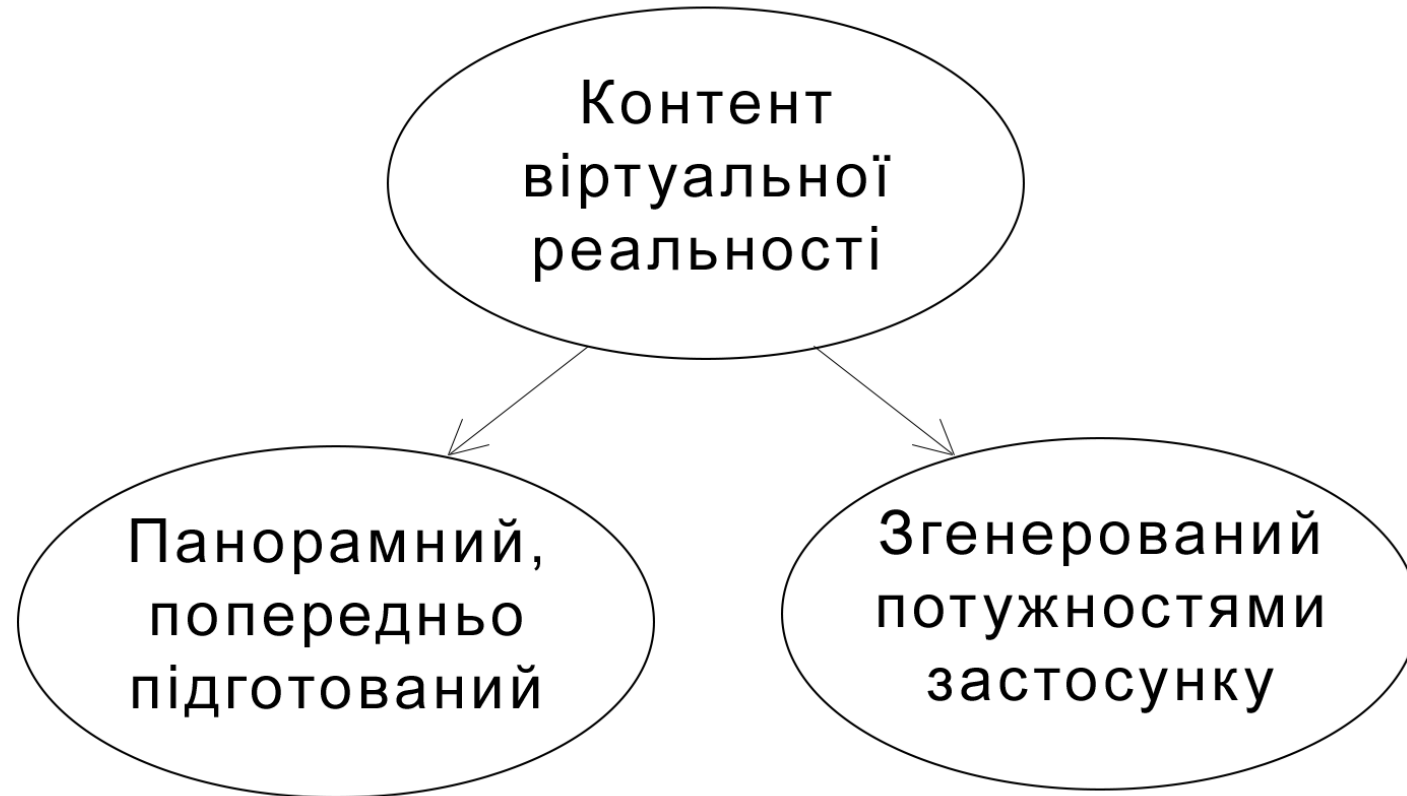 Контент
віртуальної
реальності
Панорамний,
попередньо
підготований
Згенерований
потужностями
застосунку